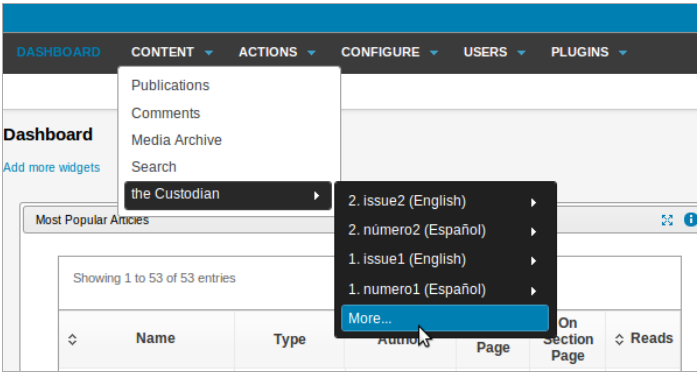 DASHBOARD CONTENT ACTIONS CONFIGURE USERS PLUGINS
Publications
Comments
Media Archive
Search
the Custodian
Dashboard
Add more widgets
2. issue2 (English)
2. número2 (Español)
1. issue1 (English)
1. numero1 (Español)
More...
Most Popular Articles
Showing 1 to 53 of 53 entries
Name Type Author Page On Section Page Reads